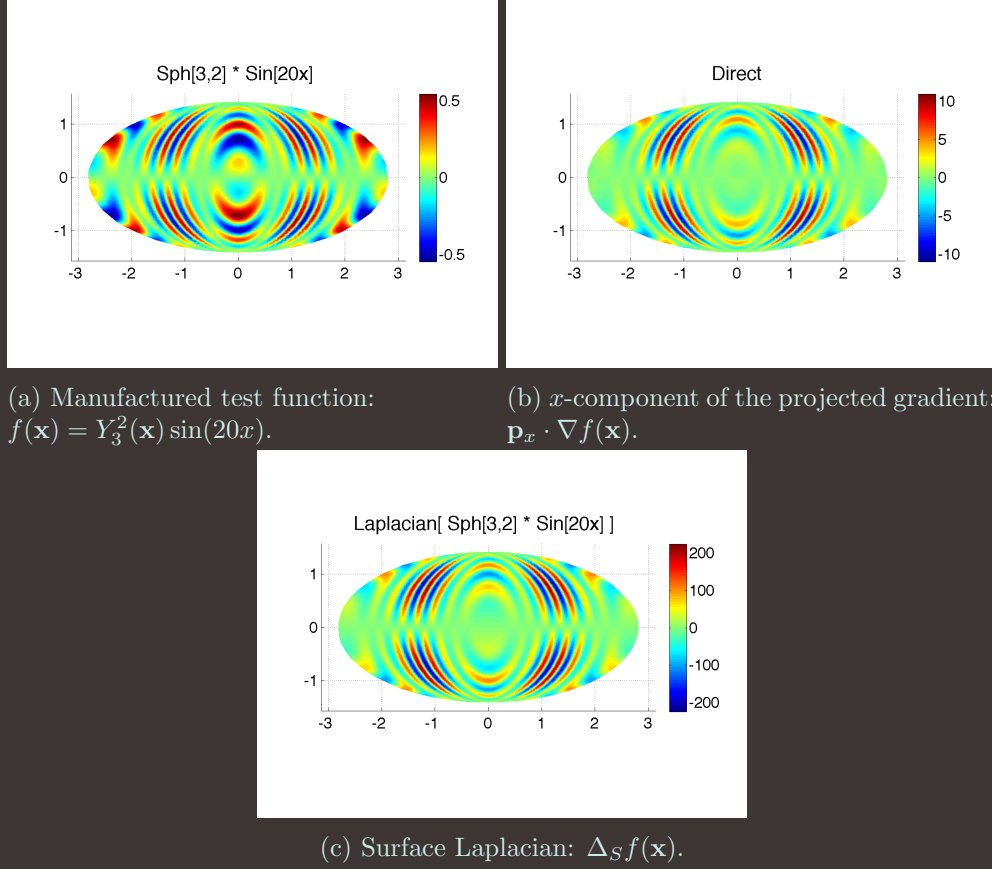 Sph[3,2] * Sin[20x]
1
0
-1
-3 -2 -1 0 1 2 3
0.5
0
-0.5
Direct
1
0
-1
-3 -2 -1 0 1 2 3
10
5
0
-5
-10
(a) Manufactured test function:
f(x) = Y₃²(x) sin(20x).
(b) x-component of the projected gradient:
pₓ · ∇f(x).
Laplacian[ Sph[3,2] * Sin[20x] ]
1
0
-1
-3 -2 -1 0 1 2 3
200
100
0
-100
-200
(c) Surface Laplacian: Δ_S f(x).